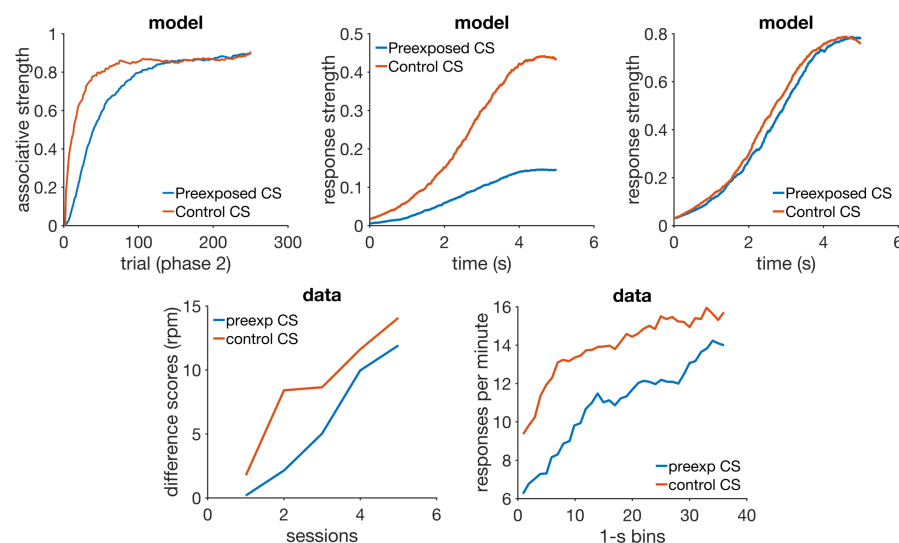 model
associative strength
1
0.8
0.6
0.4
0.2
0
Preexposed CS
Control CS
0 100 200 300
trial (phase 2)
model
response strength
0.5
0.4
0.3
0.2
0.1
0
Preexposed CS
Control CS
0 2 4 6
time (s)
model
response strength
0.8
0.6
0.4
0.2
0
Preexposed CS
Control CS
0 2 4 6
time (s)
data
difference scores (rpm)
15
10
5
0
preexp CS
control CS
0 2 4 6
sessions
data
responses per minute
16
14
12
10
8
6
preexp CS
control CS
0 10 20 30 40
1-s bins